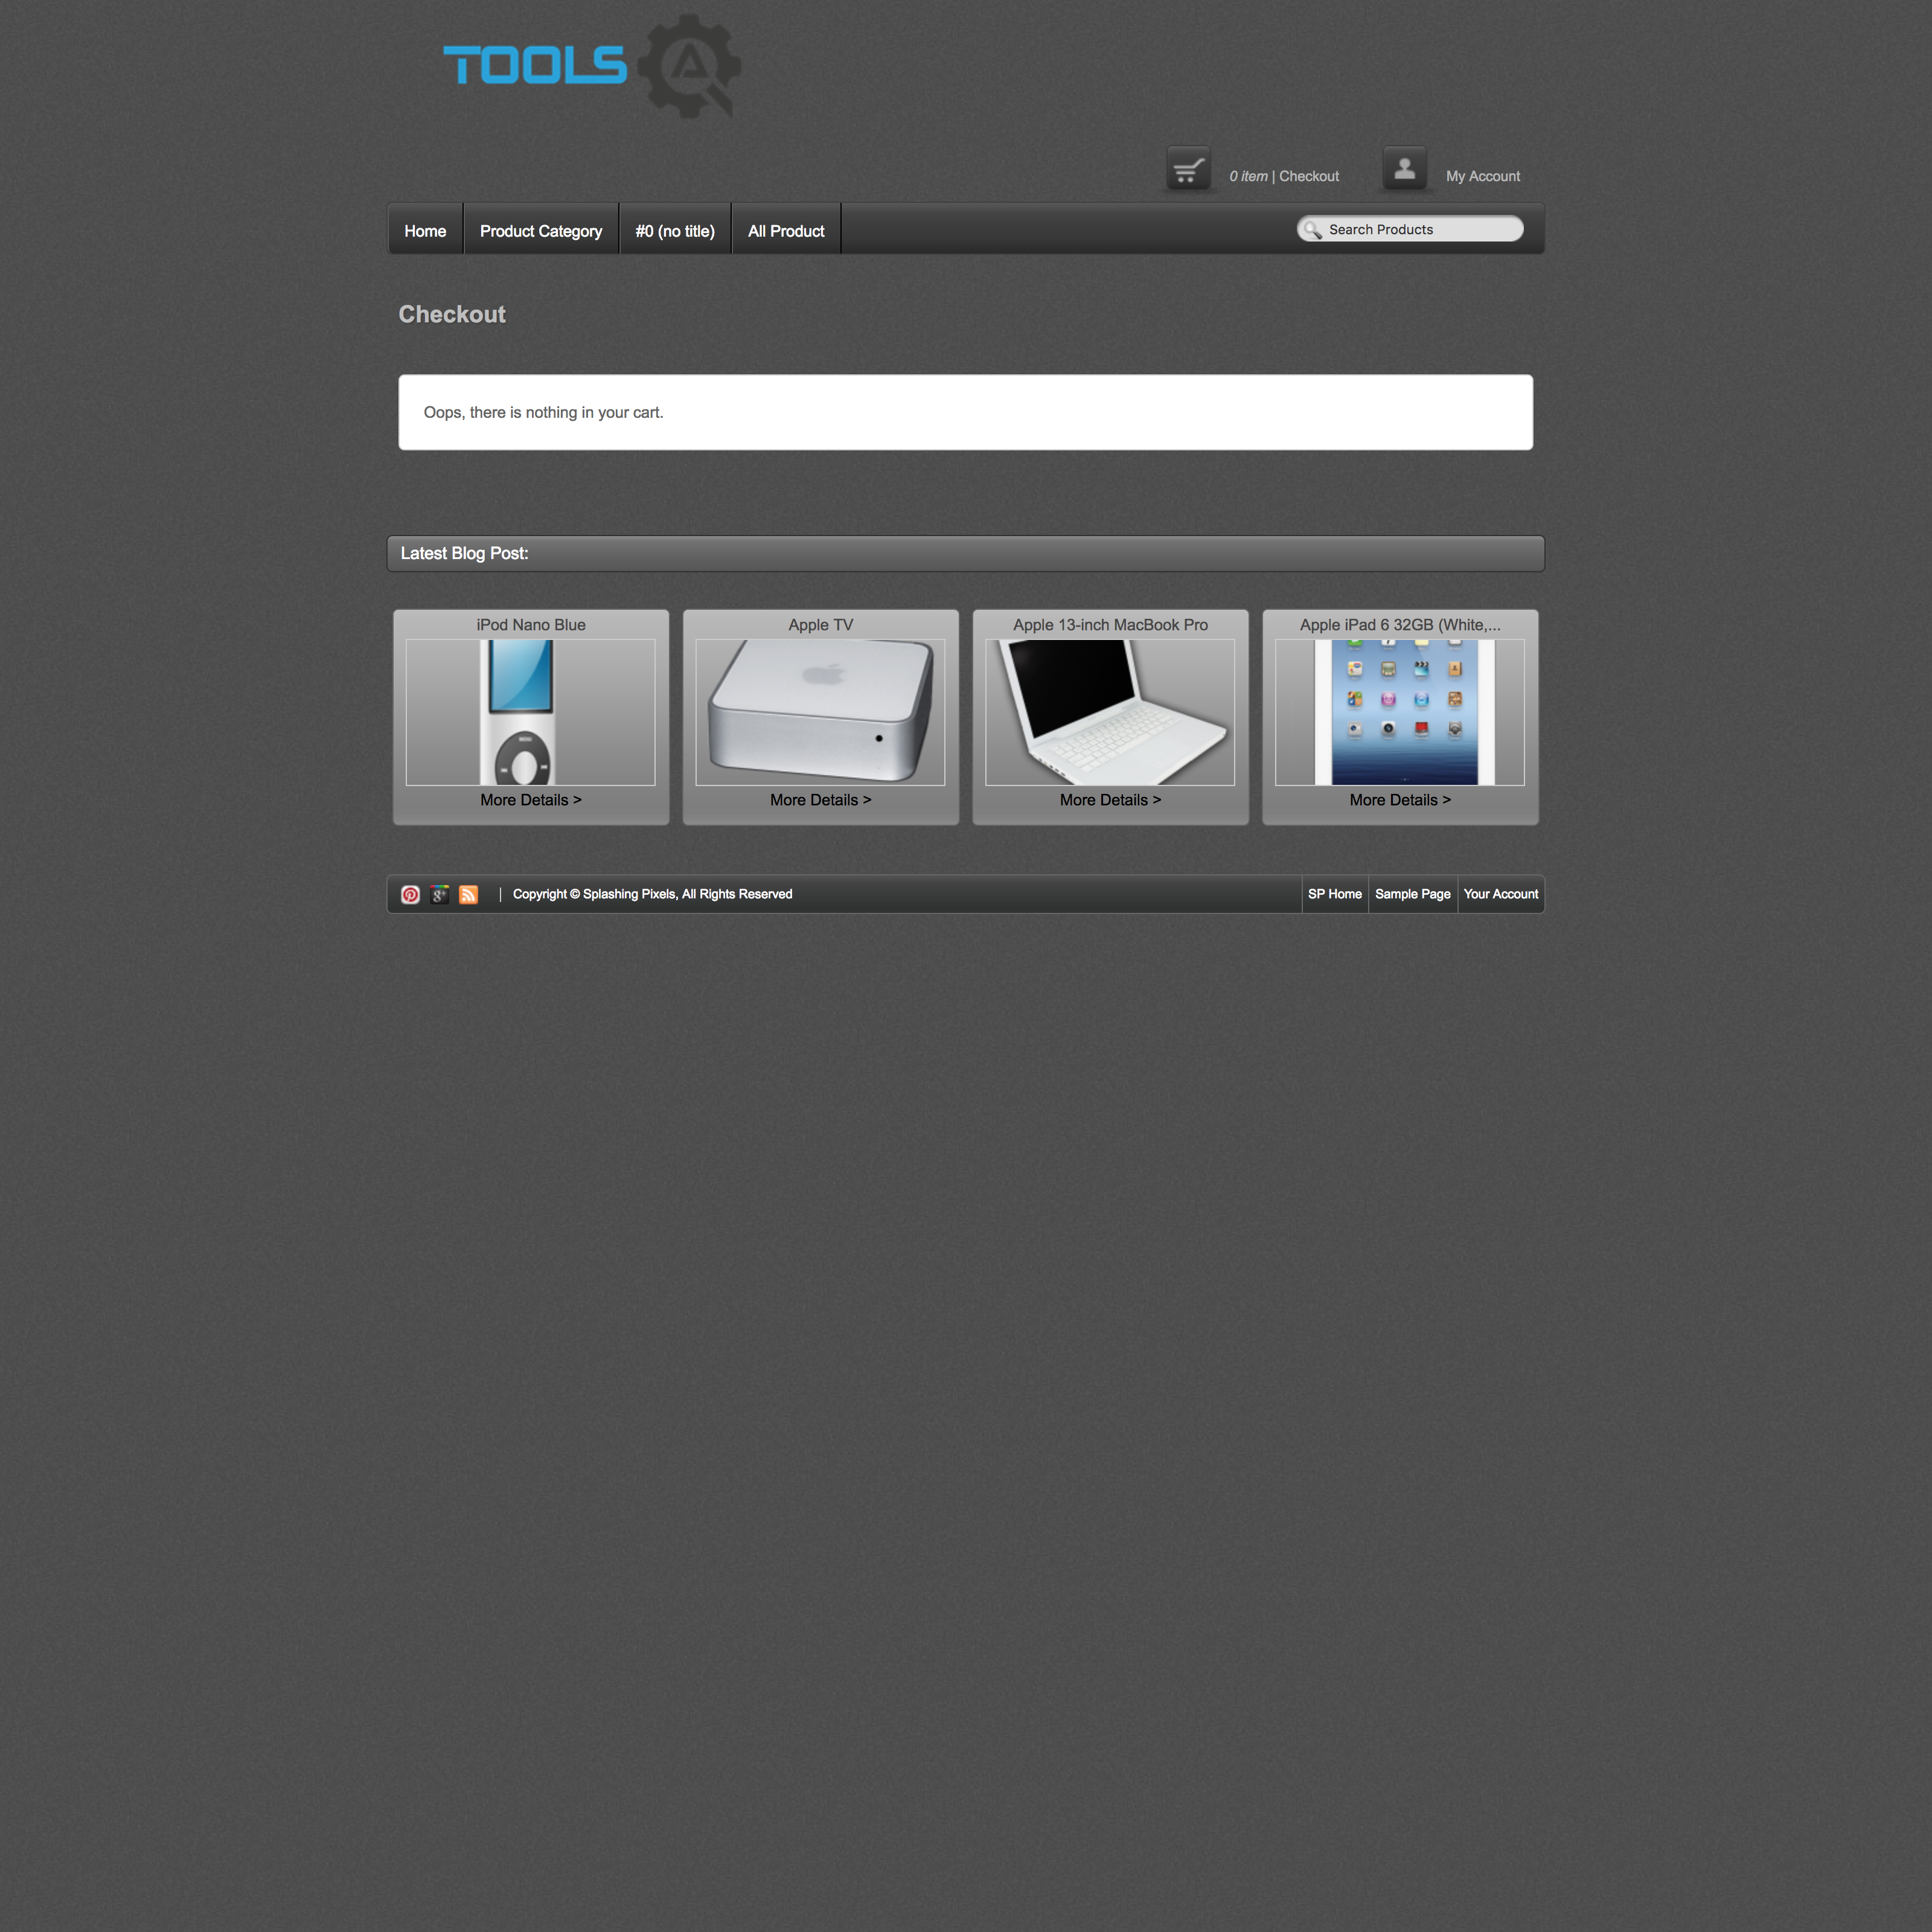 TOOLS QA
0 item | Checkout
My Account
Home
Product Category
#0 (no title)
All Product
Search Products
Checkout
Oops, there is nothing in your cart.
Latest Blog Post:
iPod Nano Blue
Apple TV
Apple 13-inch MacBook Pro
Apple iPad 6 32GB (White,...
MENU
More Details >
More Details >
More Details >
More Details >
| Copyright © Splashing Pixels, All Rights Reserved
SP Home
Sample Page
Your Account